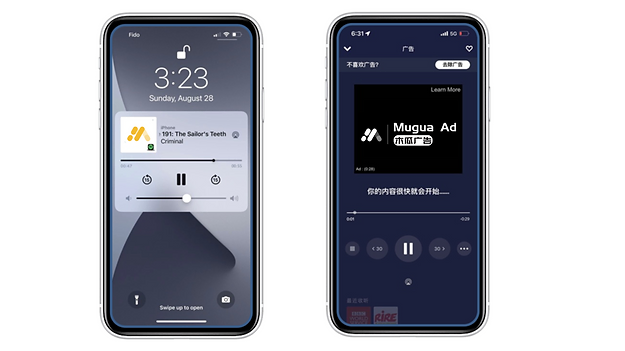 Fido
3:23
Sunday, August 28
iPhone
191: The Sailor's Teeth
Criminal
15
15
Swipe up to open
6:31
5G
广告
不喜欢广告?
去除广告
Learn More
Mugua Ad
木瓜广告
Ad · (0:28)
你的内容很快就会开始......
0:01
-0:29
30
30
RIRE